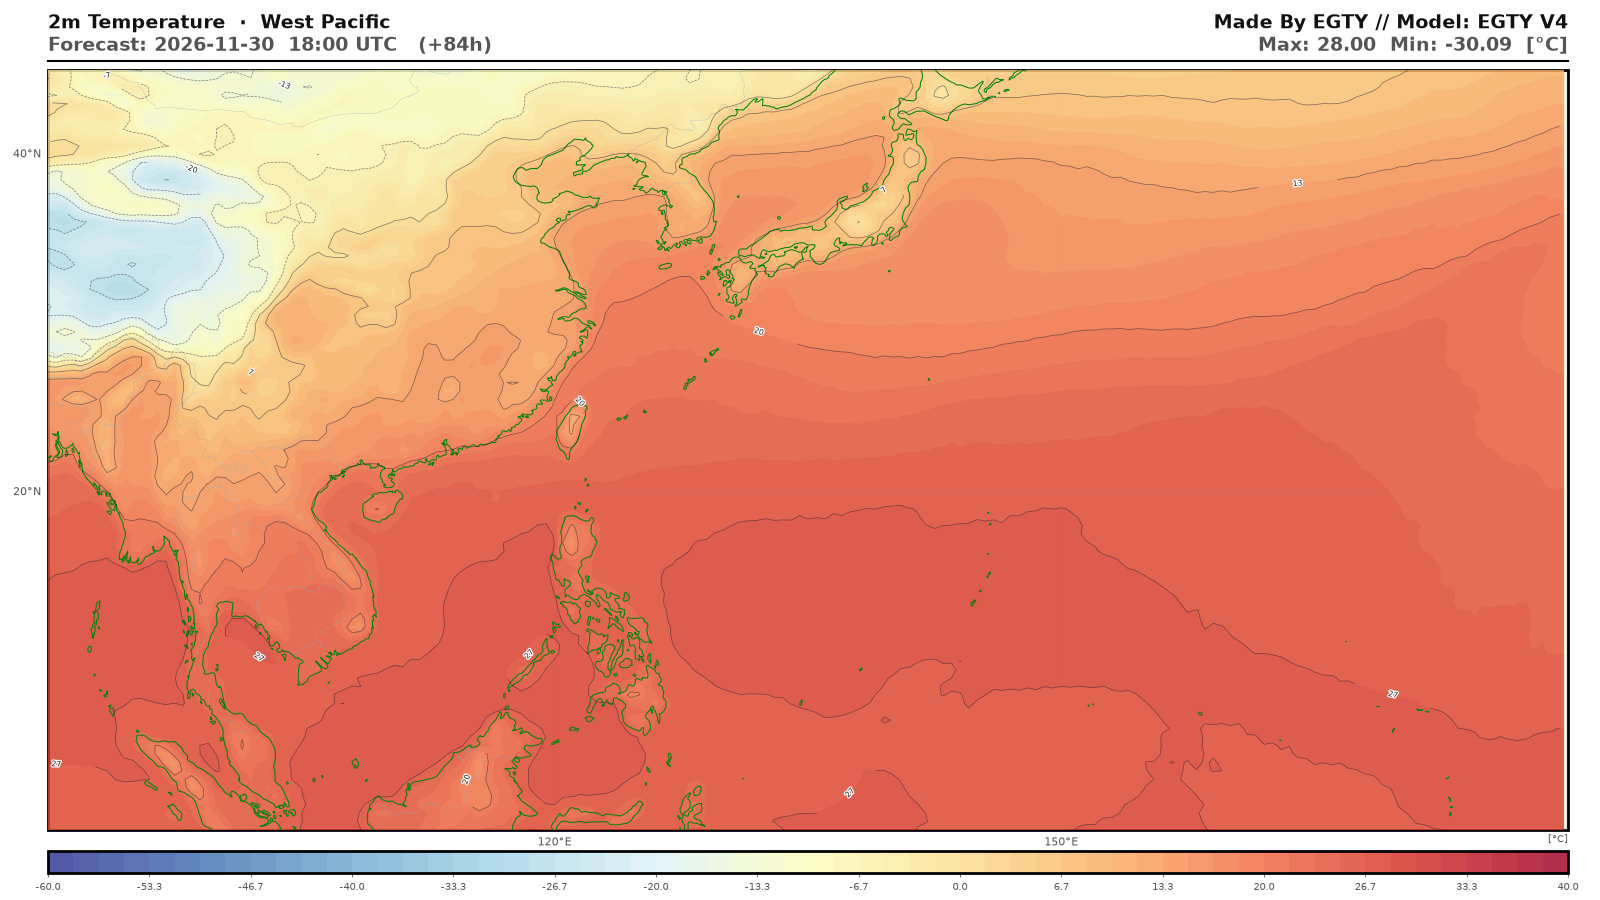 2m Temperature · West Pacific
Made By EGTY // Model: EGTY V4
Forecast: 2026-11-30 18:00 UTC (+84h)
Max: 28.00 Min: -30.09 [°C]
-7
-13
40°N
-20
13
7
20
7
20
20°N
27
27
27
27
20
27
120°E
150°E
[°C]
-60.0 -53.3 -46.7 -40.0 -33.3 -26.7 -20.0 -13.3 -6.7 0.0 6.7 13.3 20.0 26.7 33.3 40.0